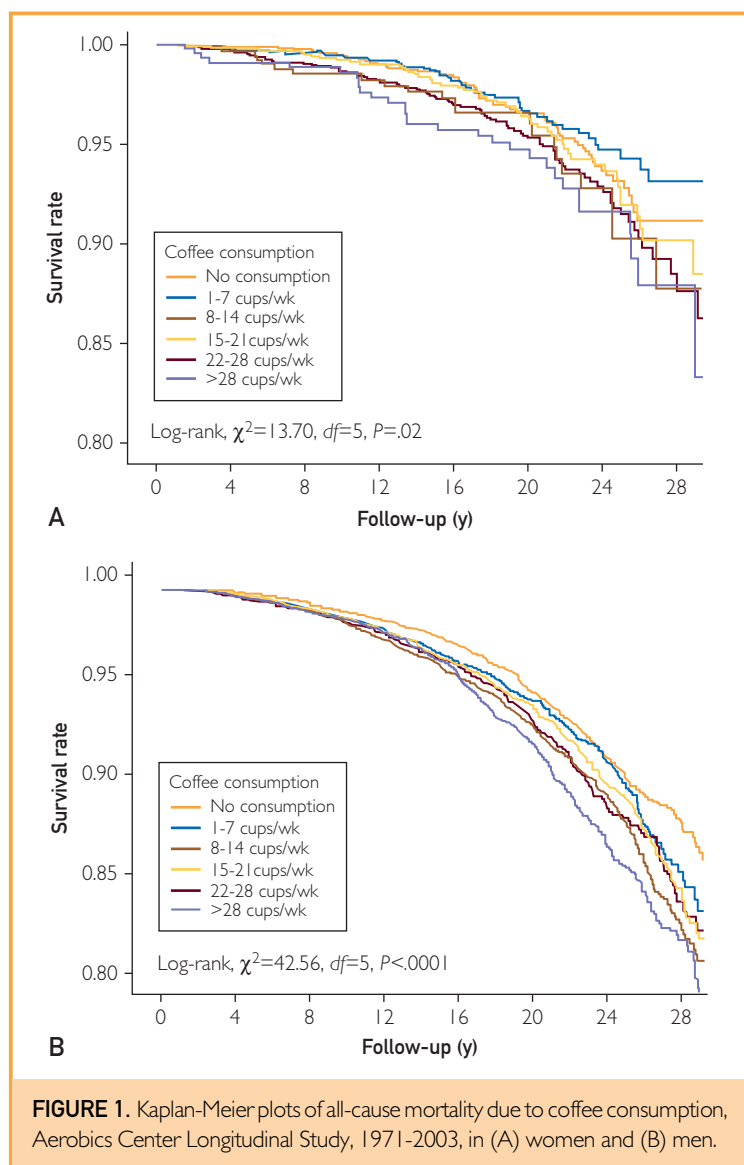 1.00
0.95
0.90
0.85
0.80
Survival rate
Coffee consumption
No consumption
1-7 cups/wk
8-14 cups/wk
15-21cups/wk
22-28 cups/wk
>28 cups/wk
Log-rank, χ²=13.70, df=5, P=.02
0 4 8 12 16 20 24 28
A
Follow-up (y)
1.00
0.95
0.90
0.85
0.80
Survival rate
Coffee consumption
No consumption
1-7 cups/wk
8-14 cups/wk
15-21cups/wk
22-28 cups/wk
>28 cups/wk
Log-rank, χ²=42.56, df=5, P<.0001
0 4 8 12 16 20 24 28
B
Follow-up (y)
FIGURE 1. Kaplan-Meier plots of all-cause mortality due to coffee consumption,
Aerobics Center Longitudinal Study, 1971-2003, in (A) women and (B) men.